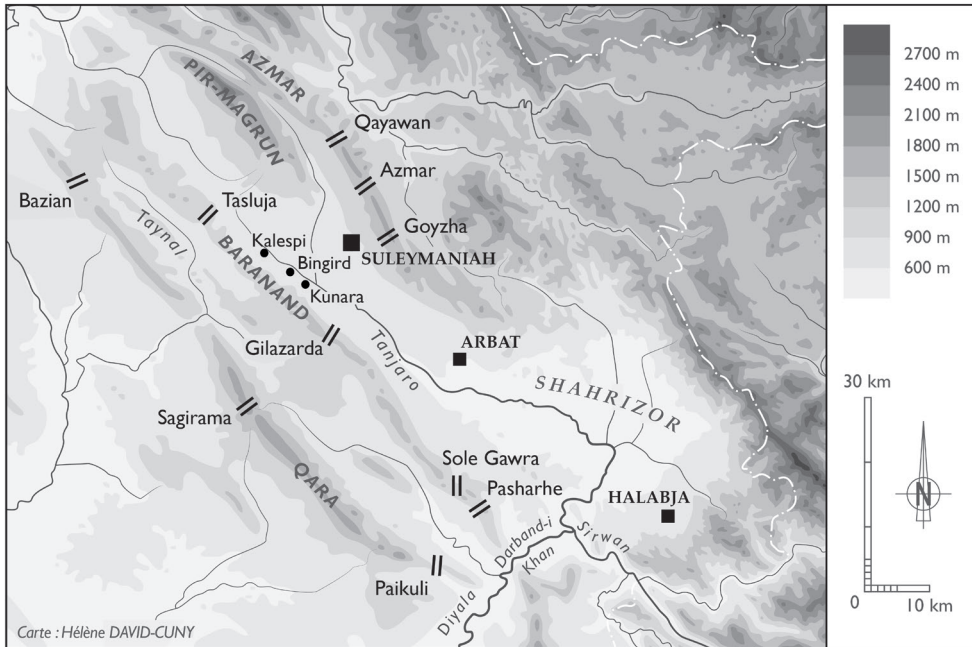 AZMAR
PIR-MAGRUN
Qayawan
Azmar
Bazian
Tasluja
Goyzha
Taynal
Kalespi
SULEYMANIAH
Bingird
BARANAND
Kunara
Gilazarda
Tanjaro
ARBAT
SHAHRIZOR
Sagirama
QARA
Sole Gawra
Pasharhe
HALABJA
Darband-i
Khan
Sirwan
Paikuli
Diyala
Carte : Hélène DAVID-CUNY
2700 m
2400 m
2100 m
1800 m
1500 m
1200 m
900 m
600 m
30 km
N
0
10 km